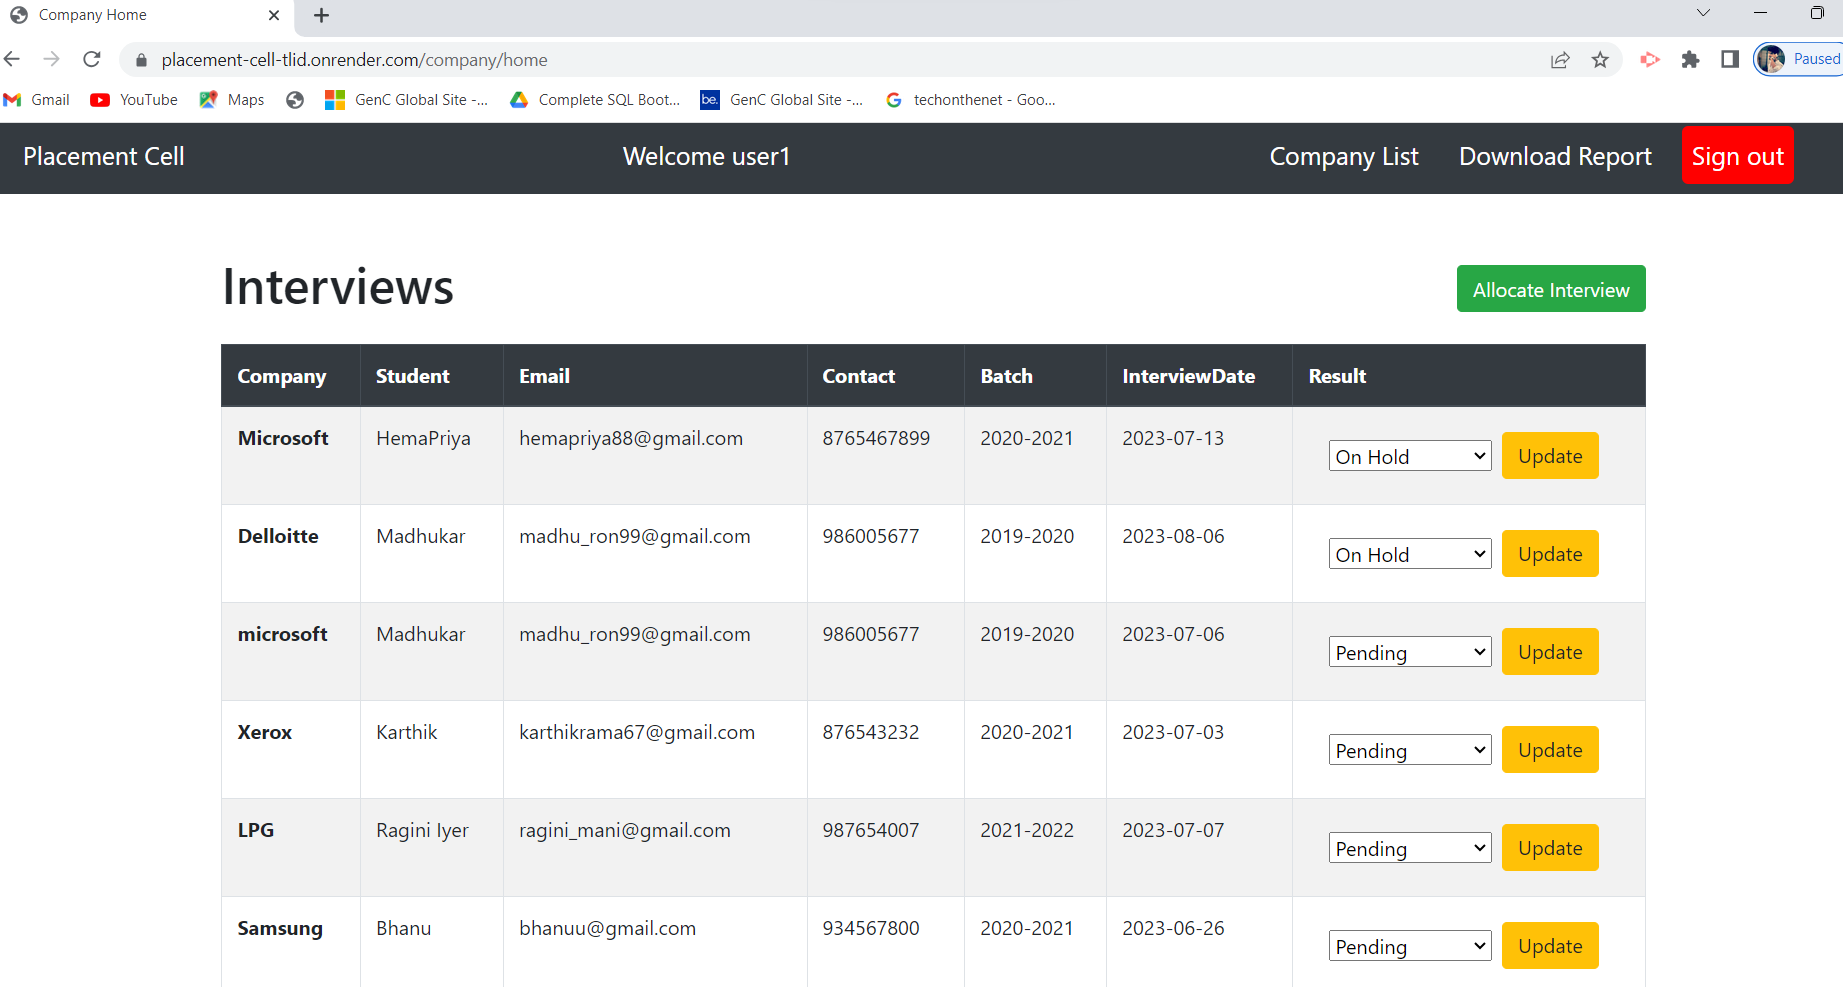 Company Home
placement-cell-tlid.onrender.com/company/home
Paused
Gmail YouTube Maps GenC Global Site -... Complete SQL Boot... be. GenC Global Site -... techonthenet - Goo...
Placement Cell Welcome user1 Company List Download Report Sign out
Interviews Allocate Interview
Company Student Email Contact Batch InterviewDate Result
Microsoft HemaPriya hemapriya88@gmail.com 8765467899 2020-2021 2023-07-13 On Hold Update
Delloitte Madhukar madhu_ron99@gmail.com 986005677 2019-2020 2023-08-06 On Hold Update
microsoft Madhukar madhu_ron99@gmail.com 986005677 2019-2020 2023-07-06 Pending Update
Xerox Karthik karthikrama67@gmail.com 876543232 2020-2021 2023-07-03 Pending Update
LPG Ragini Iyer ragini_mani@gmail.com 987654007 2021-2022 2023-07-07 Pending Update
Samsung Bhanu bhanuu@gmail.com 934567800 2020-2021 2023-06-26 Pending Update